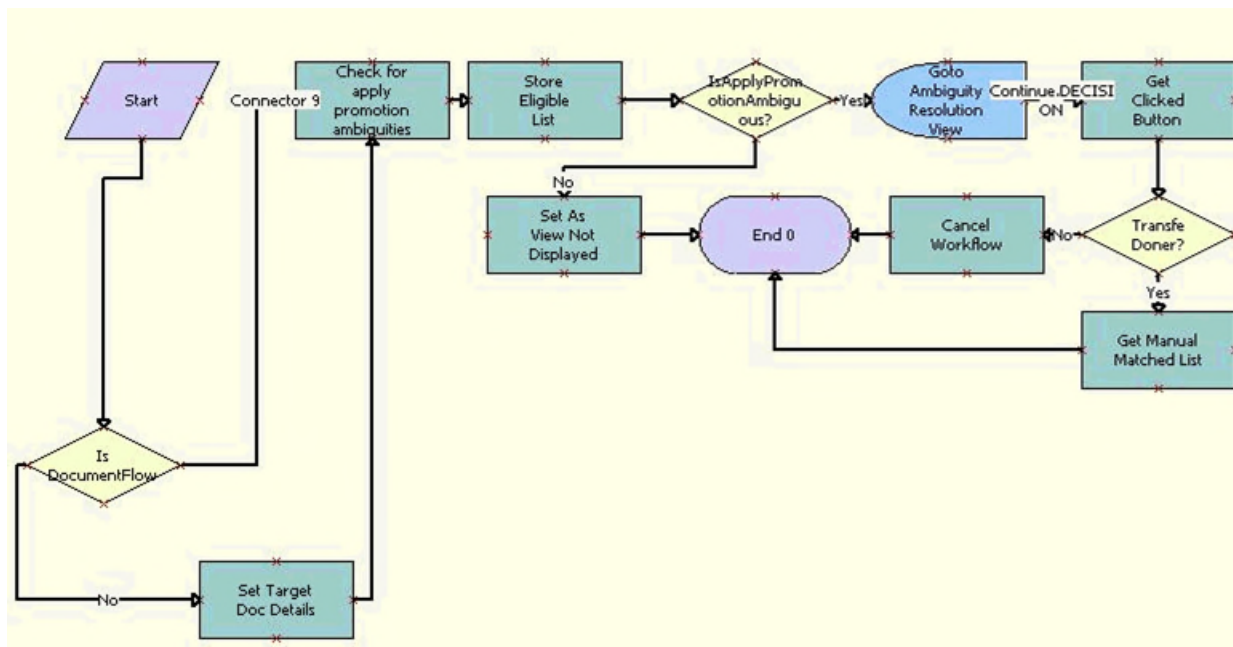 Start
Connector 9
Check for
apply
promotion
ambiguities
Store
Eligible
List
IsApplyProm
otionAmbigu
ous?
Yes
Goto
Ambiguity
Resolution
View
Continue.DECISI
ON
Get
Clicked
Button
No
Set As
View Not
Displayed
End 0
Cancel
Workflow
No
Transfe
Doner?
Yes
Get Manual
Matched List
Is
DocumentFlow
No
Set Target
Doc Details